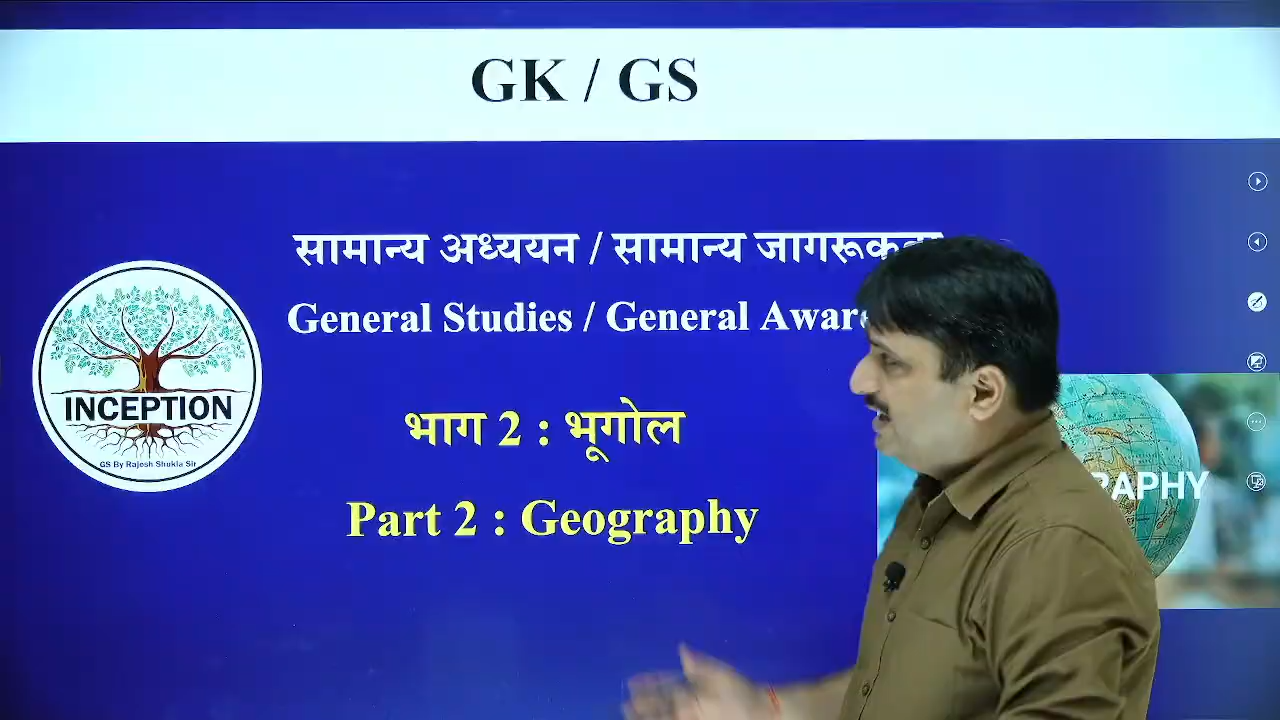 GK / GS
सामान्य अध्ययन / सामान्य
General Studies / General
INCEPTION
GS By Rajesh Shukla Sir
भाग 2 : भूगोल
Part 2 : Geography